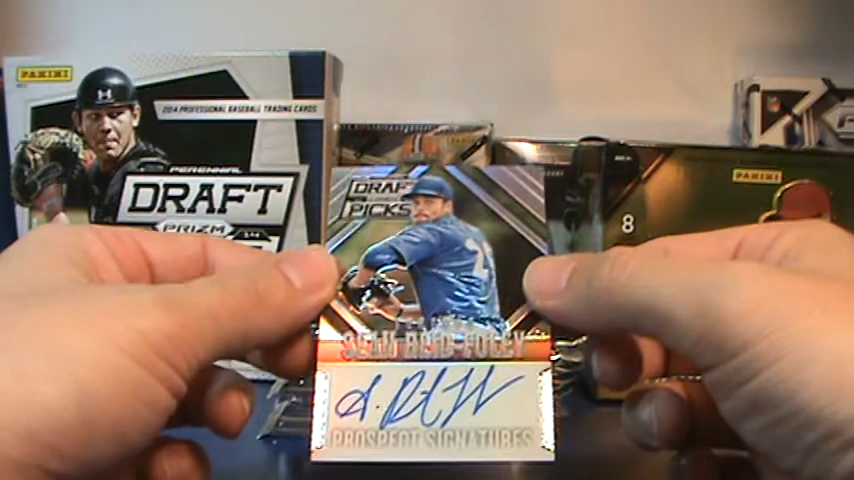 PANINI
2014 PROFESSIONAL BASEBALL TRADING CARDS
PERENNIAL
DRAFT
PRIZM
DRAFT
PICKS
SEAN REID-FOLEY
PROSPECT SIGNATURES
PANINI
8